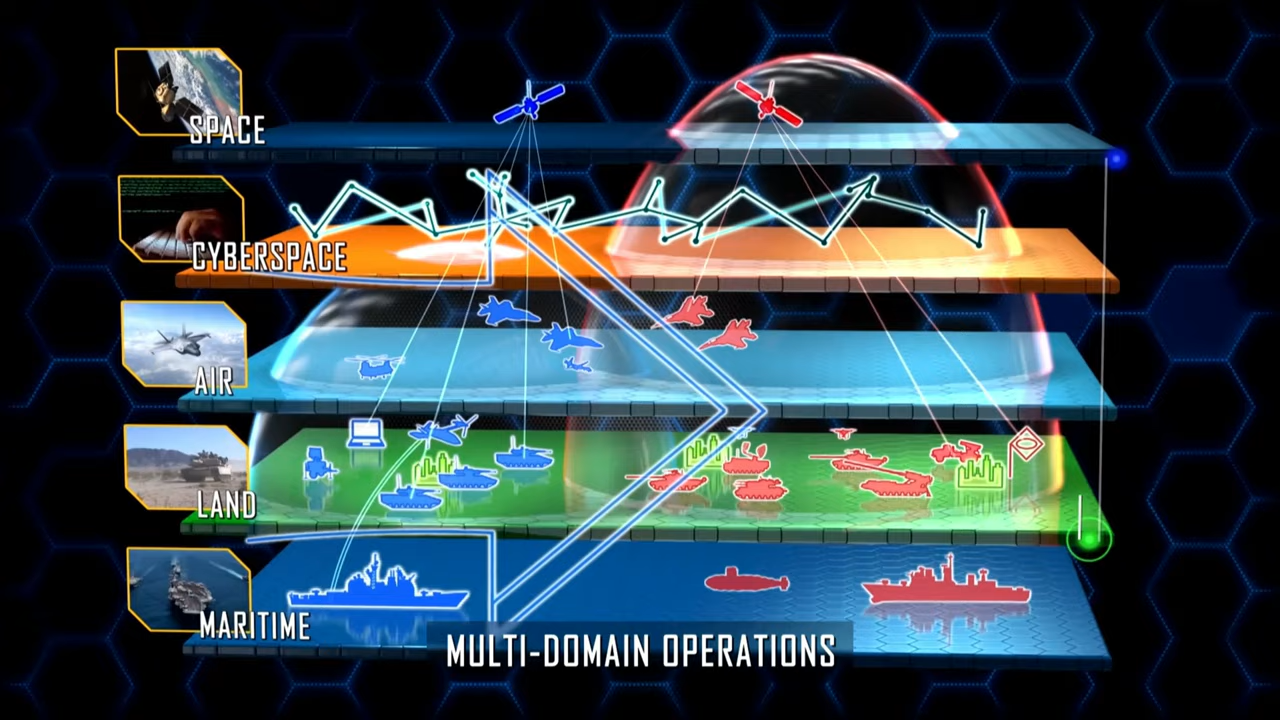 SPACE
CYBERSPACE
AIR
LAND
MARITIME
MULTI-DOMAIN OPERATIONS